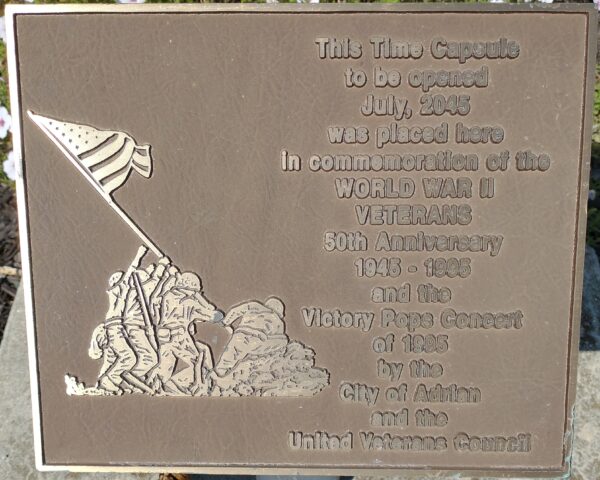 This Time Capsule
to be opened
July, 2045
was placed here
in commemoration of the
WORLD WAR II
VETERANS
50th Anniversary
1945 - 1995
and the
Victory Pops Concert
of 1995
by the
City of Adrian
and the
United Veterans Council